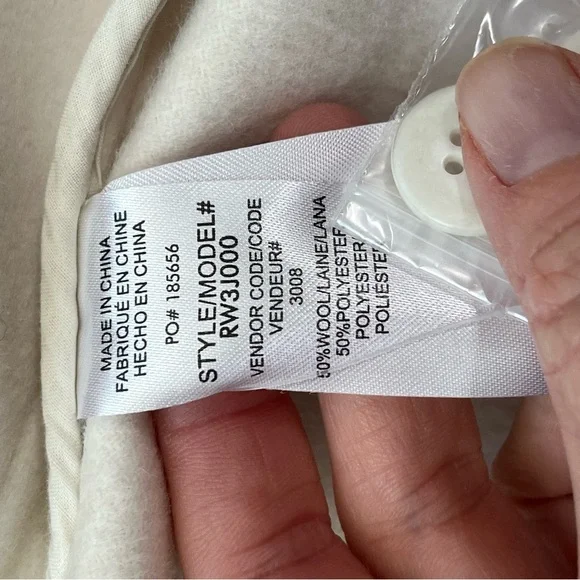 MADE IN CHINA
FABRIQUÉ EN CHINE
HECHO EN CHINA
PO# 185656
STYLE/MODEL#
RW3J000
VENDOR CODE/CODE
VENDEUR#
3008
50%WOOL/LAINE/LANA
50%POLYESTER
POLYESTER
POLIÉSTER